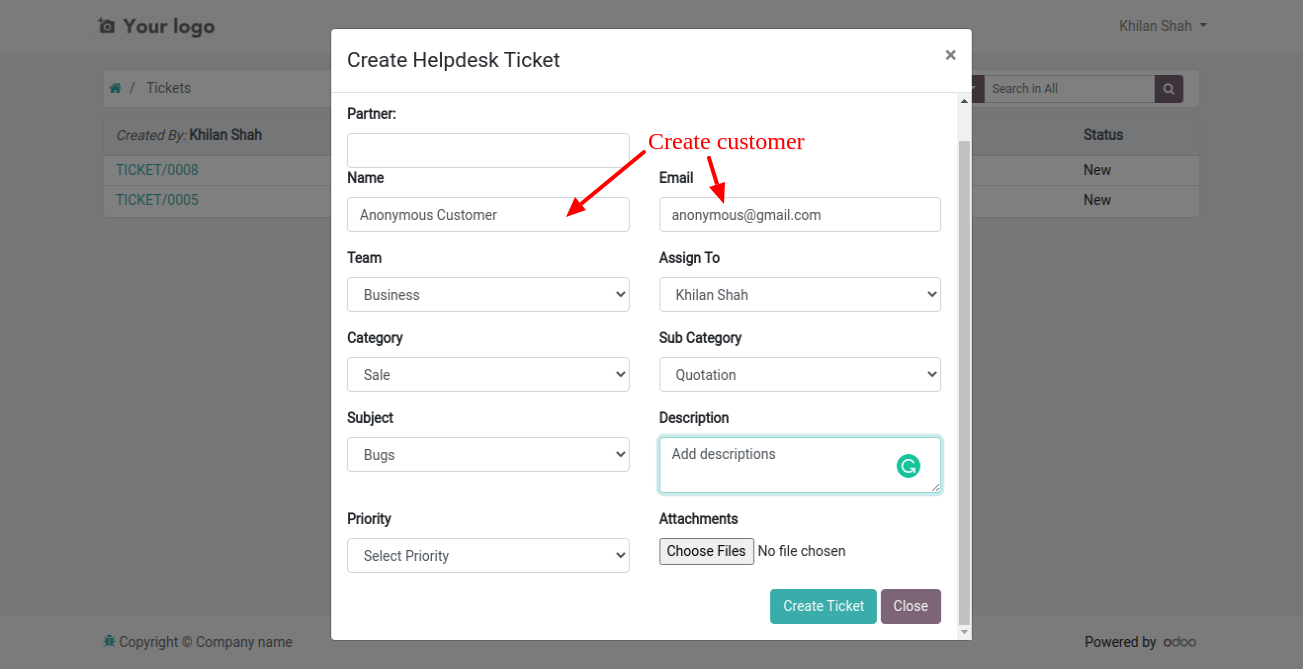 Your logo
Khilan Shah
Create Helpdesk Ticket
×
/ Tickets
Search in All
Partner:
Created By: Khilan Shah
Status
Create customer
TICKET/0008
New
Name
Email
TICKET/0005
New
Anonymous Customer
anonymous@gmail.com
Team
Assign To
Business
Khilan Shah
Category
Sub Category
Sale
Quotation
Subject
Description
Bugs
Add descriptions
Priority
Attachments
Select Priority
Choose Files No file chosen
Create Ticket
Close
Copyright © Company name
Powered by odoo